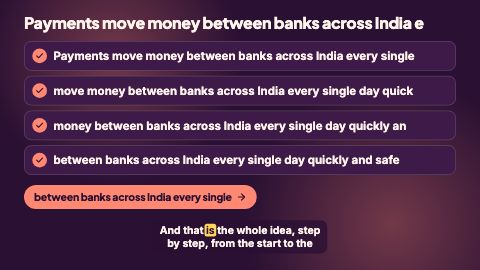 Payments move money between banks across India e
Payments move money between banks across India every single
move money between banks across India every single day quick
money between banks across India every single day quickly an
between banks across India every single day quickly and safe
between banks across India every single →
And that is the whole idea, step
by step, from the start to the